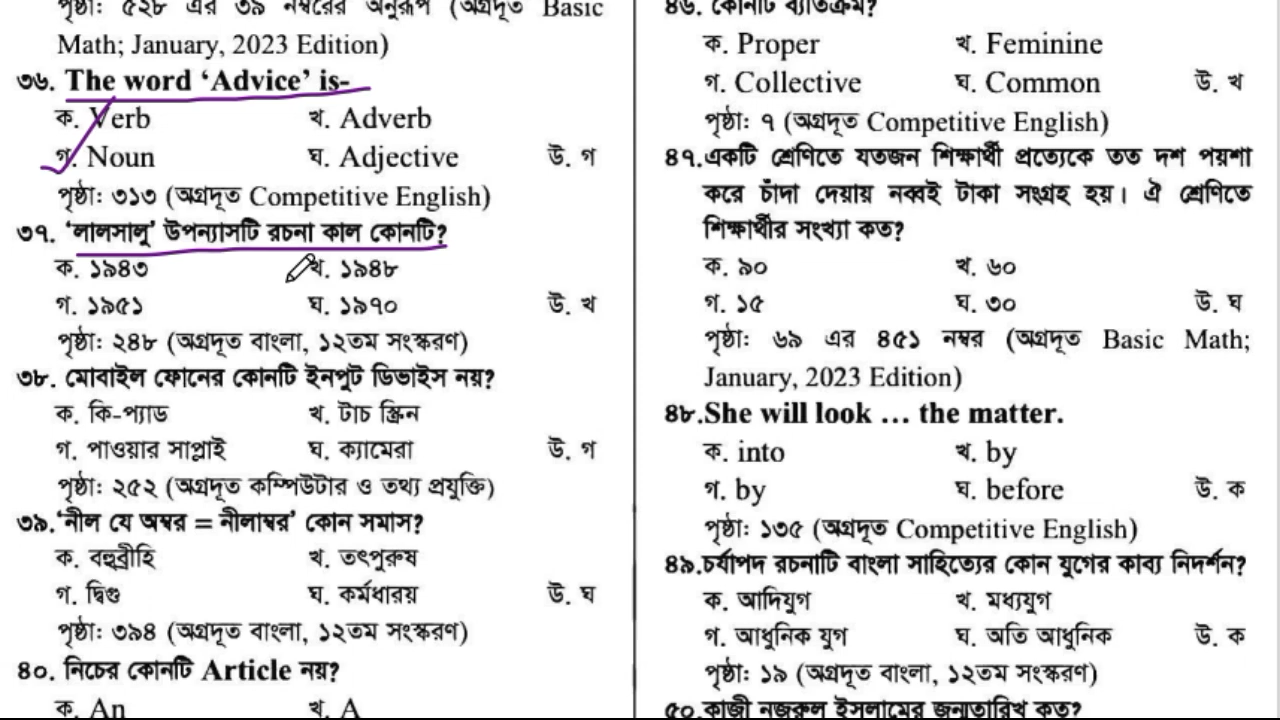 পৃষ্ঠা: ৫২৮ এর ৩৯ নম্বরের অনুরূপ (অগ্রদূত Basic
Math; January, 2023 Edition)
৩৬. The word ‘Advice’ is-
ক. Verb খ. Adverb
গ. Noun ঘ. Adjective উ. গ
পৃষ্ঠা: ৩১৩ (অগ্রদূত Competitive English)
৩৭. ‘লালসালু’ উপন্যাসটি রচনা কাল কোনটি?
ক. ১৯৪৩ খ. ১৯৪৮
গ. ১৯৫১ ঘ. ১৯৭০ উ. খ
পৃষ্ঠা: ২৪৮ (অগ্রদূত বাংলা, ১২তম সংস্করণ)
৩৮. মোবাইল ফোনের কোনটি ইনপুট ডিভাইস নয়?
ক. কি-প্যাড খ. টাচ স্ক্রিন
গ. পাওয়ার সাপ্লাই ঘ. ক্যামেরা উ. গ
পৃষ্ঠা: ২৫২ (অগ্রদূত কম্পিউটার ও তথ্য প্রযুক্তি)
৩৯.‘নীল যে অম্বর = নীলাম্বর’ কোন সমাস?
ক. বহুব্রীহি খ. তৎপুরুষ
গ. দ্বিগু ঘ. কর্মধারয় উ. ঘ
পৃষ্ঠা: ৩৯৪ (অগ্রদূত বাংলা, ১২তম সংস্করণ)
৪০. নিচের কোনটি Article নয়?
ক. An খ. A
৪৬. কোনটি ব্যতিক্রম?
ক. Proper খ. Feminine
গ. Collective ঘ. Common উ. খ
পৃষ্ঠা: ৭ (অগ্রদূত Competitive English)
৪৭.একটি শ্রেণিতে যতজন শিক্ষার্থী প্রত্যেকে তত দশ পয়শা
করে চাঁদা দেয়ায় নব্বই টাকা সংগ্রহ হয়। ঐ শ্রেণিতে
শিক্ষার্থীর সংখ্যা কত?
ক. ৯০ খ. ৬০
গ. ১৫ ঘ. ৩০ উ. ঘ
পৃষ্ঠা: ৬৯ এর ৪৫১ নম্বর (অগ্রদূত Basic Math;
January, 2023 Edition)
৪৮.She will look … the matter.
ক. into খ. by
গ. by ঘ. before উ. ক
পৃষ্ঠা: ১৩৫ (অগ্রদূত Competitive English)
৪৯.চর্যাপদ রচনাটি বাংলা সাহিত্যের কোন যুগের কাব্য নিদর্শন?
ক. আদিযুগ খ. মধ্যযুগ
গ. আধুনিক যুগ ঘ. অতি আধুনিক উ. ক
পৃষ্ঠা: ১৯ (অগ্রদূত বাংলা, ১২তম সংস্করণ)
৫০.কাজী নজরুল ইসলামের জন্মতারিখ কত?